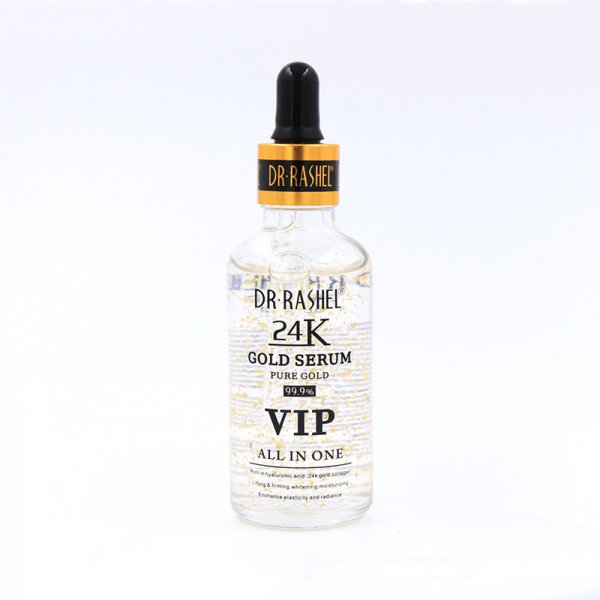 DR·RASHEL®
DR·RASHEL®
24K
GOLD SERUM
PURE GOLD
99.9%
VIP
ALL IN ONE
Rich in hyaluronic acid .24k gold collagen
Lifting & firming,whitening,moisturizing
Enchance elasticity and radiance